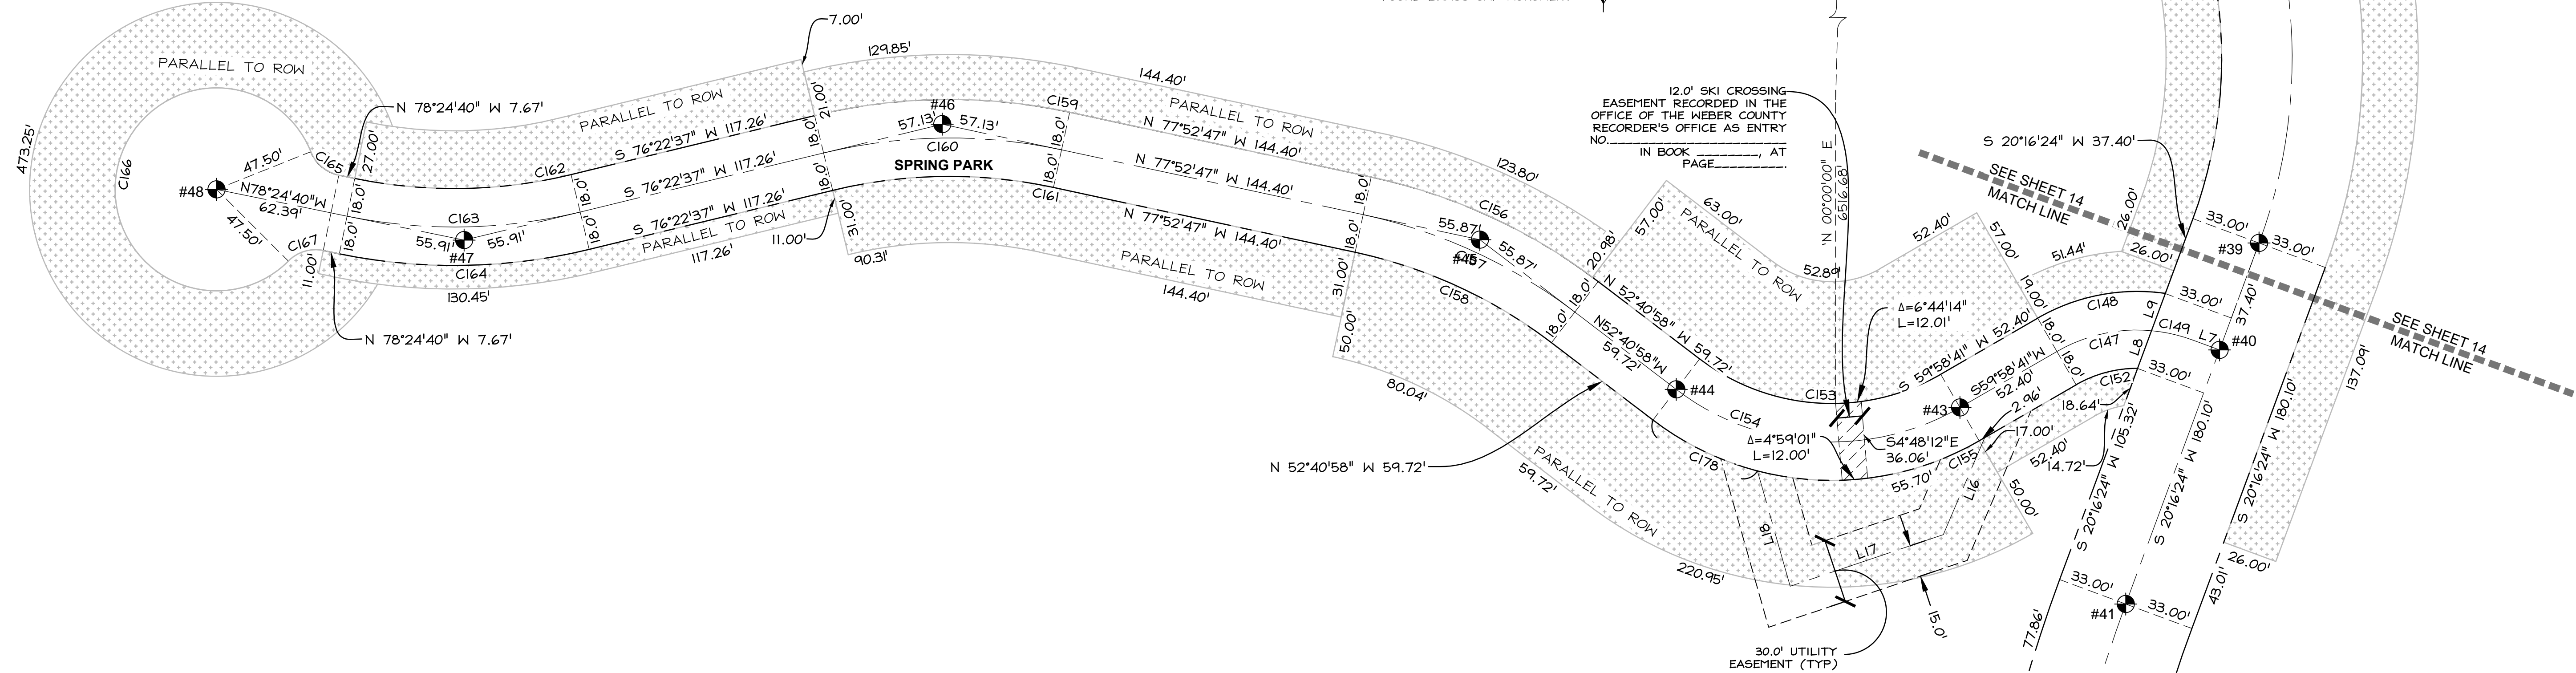 7.00'
129.85'
144.40'
PARALLEL TO ROW
N 78°24'40" W 7.67'
PARALLEL TO ROW
PARALLEL TO ROW
473.25'
C166
47.50'
C165
27.00'
#48
N78°24'40"W
62.39'
47.50'
C167
18.0'
18.0'
11.00'
N 78°24'40" W 7.67'
C162
S 76°22'37" W 117.26'
18.0'
18.0'
C163
55.91'
55.91'
#47
C164
130.45'
S 76°22'37" W 117.26'
S 76°22'37" W 117.26'
PARALLEL TO ROW
117.26'
21.00'
18.0'
18.0'
31.00'
11.00'
90.31'
#46
57.13'
57.13'
C160
SPRING PARK
C159
18.0'
18.0'
C161
N 77°52'47" W 144.40'
N 77°52'47" W 144.40'
N 77°52'47" W 144.40'
PARALLEL TO ROW
144.40'
18.0'
18.0'
31.00'
50.00'
123.80'
C156
55.87'
55.87'
#45
C157
C158
80.04'
20.98'
18.0'
18.0'
57.00'
63.00'
PARALLEL TO ROW
52.89'
52.40'
57.00'
N 52°40'58" W 59.72'
N52°40'58"W
59.72'
#44
N 52°40'58" W 59.72'
59.72'
PARALLEL TO ROW
220.95'
12.0' SKI CROSSING
EASEMENT RECORDED IN THE
OFFICE OF THE WEBER COUNTY
RECORDER'S OFFICE AS ENTRY
NO.
IN BOOK ________, AT
PAGE
N 00°00'00" E
6516.68'
Δ=6°44'14"
L=12.01'
C153
C154
Δ=4°59'01"
L=12.00'
S4°48'12"E
36.06'
C178
C155
55.70'
L16
L17
L18
30.0' UTILITY
EASEMENT (TYP)
15.0'
#43
S 59°58'41" W 52.40'
S59°58'41"W
52.40'
2.96'
17.00'
52.40'
50.00'
19.00'
18.0'
18.0'
51.44'
C148
C147
C149
C152
18.64'
14.72'
L9
L8
L7
S 20°16'24" W 37.40'
SEE SHEET 14
MATCH LINE
26.00'
26.00'
33.00'
#39
33.00'
33.00'
37.40'
#40
33.00'
SEE SHEET 14
MATCH LINE
137.09'
S 20°16'24" W 105.32'
S 20°16'24" W 180.10'
S 20°16'24" W 180.10'
26.00'
43.01'
33.00'
33.00'
#41
77.86'